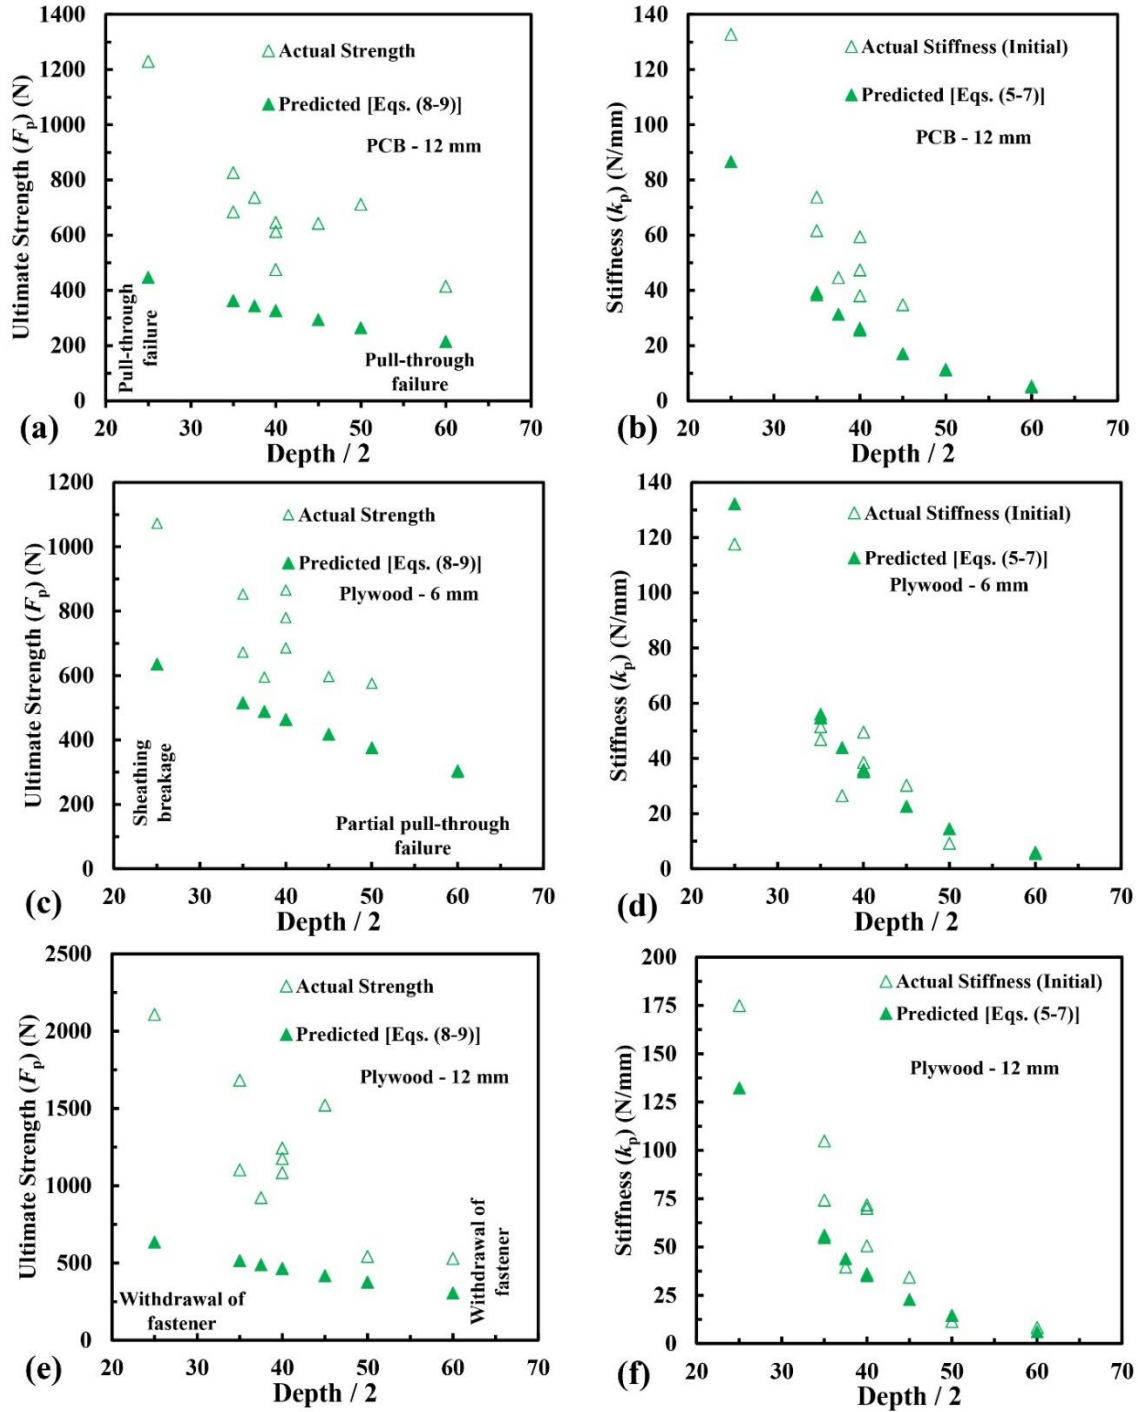 1400
1200
1000
800
600
400
200
0
Ultimate Strength (Fp) (N)
Actual Strength
Predicted [Eqs. (8-9)]
PCB - 12 mm
Pull-through
failure
Pull-through
failure
20 30 40 50 60 70
(a)
Depth / 2
140
120
100
80
60
40
20
0
Stiffness (kp) (N/mm)
Actual Stiffness (Initial)
Predicted [Eqs. (5-7)]
PCB - 12 mm
20 30 40 50 60 70
(b)
Depth / 2
1200
1000
800
600
400
200
0
Ultimate Strength (Fp) (N)
Actual Strength
Predicted [Eqs. (8-9)]
Plywood - 6 mm
Sheathing
breakage
Partial pull-through
failure
20 30 40 50 60 70
(c)
Depth / 2
140
120
100
80
60
40
20
0
Stiffness (kp) (N/mm)
Actual Stiffness (Initial)
Predicted [Eqs. (5-7)]
Plywood - 6 mm
20 30 40 50 60 70
(d)
Depth / 2
2500
2000
1500
1000
500
0
Ultimate Strength (Fp) (N)
Actual Strength
Predicted [Eqs. (8-9)]
Plywood - 12 mm
Withdrawal of
fastener
Withdrawal of
fastener
20 30 40 50 60 70
(e)
Depth / 2
200
175
150
125
100
75
50
25
0
Stiffness (kp) (N/mm)
Actual Stiffness (Initial)
Predicted [Eqs. (5-7)]
Plywood - 12 mm
20 30 40 50 60 70
(f)
Depth / 2